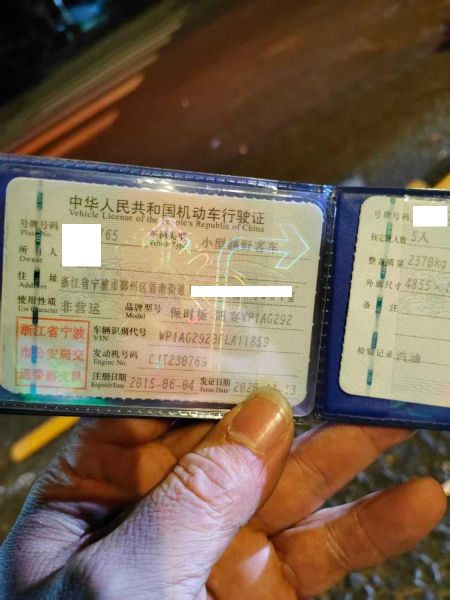 中华人民共和国机动车行驶证
Vehicle License of the People's Republic of China
号牌号码 765 车辆类型 小型越野客车
Plate No. Vehicle Type
所有人
Owner
住址 浙江省宁波市鄞州区首南街道
Address
使用性质 非营运 品牌型号 保时捷 WP1AG292
Use Character Model
浙江省宁波市公安局交通警察支队
车辆识别代号 WP1AG2923FLA11859
VIN
发动机号码 CJT230769
Engine No.
注册日期 2015-06-04 发证日期 13
Register Date Issue Date
号牌号码
核定载人数 5人
整备质量 2370kg
外廓尺寸 4855
备注
检验记录 汽油